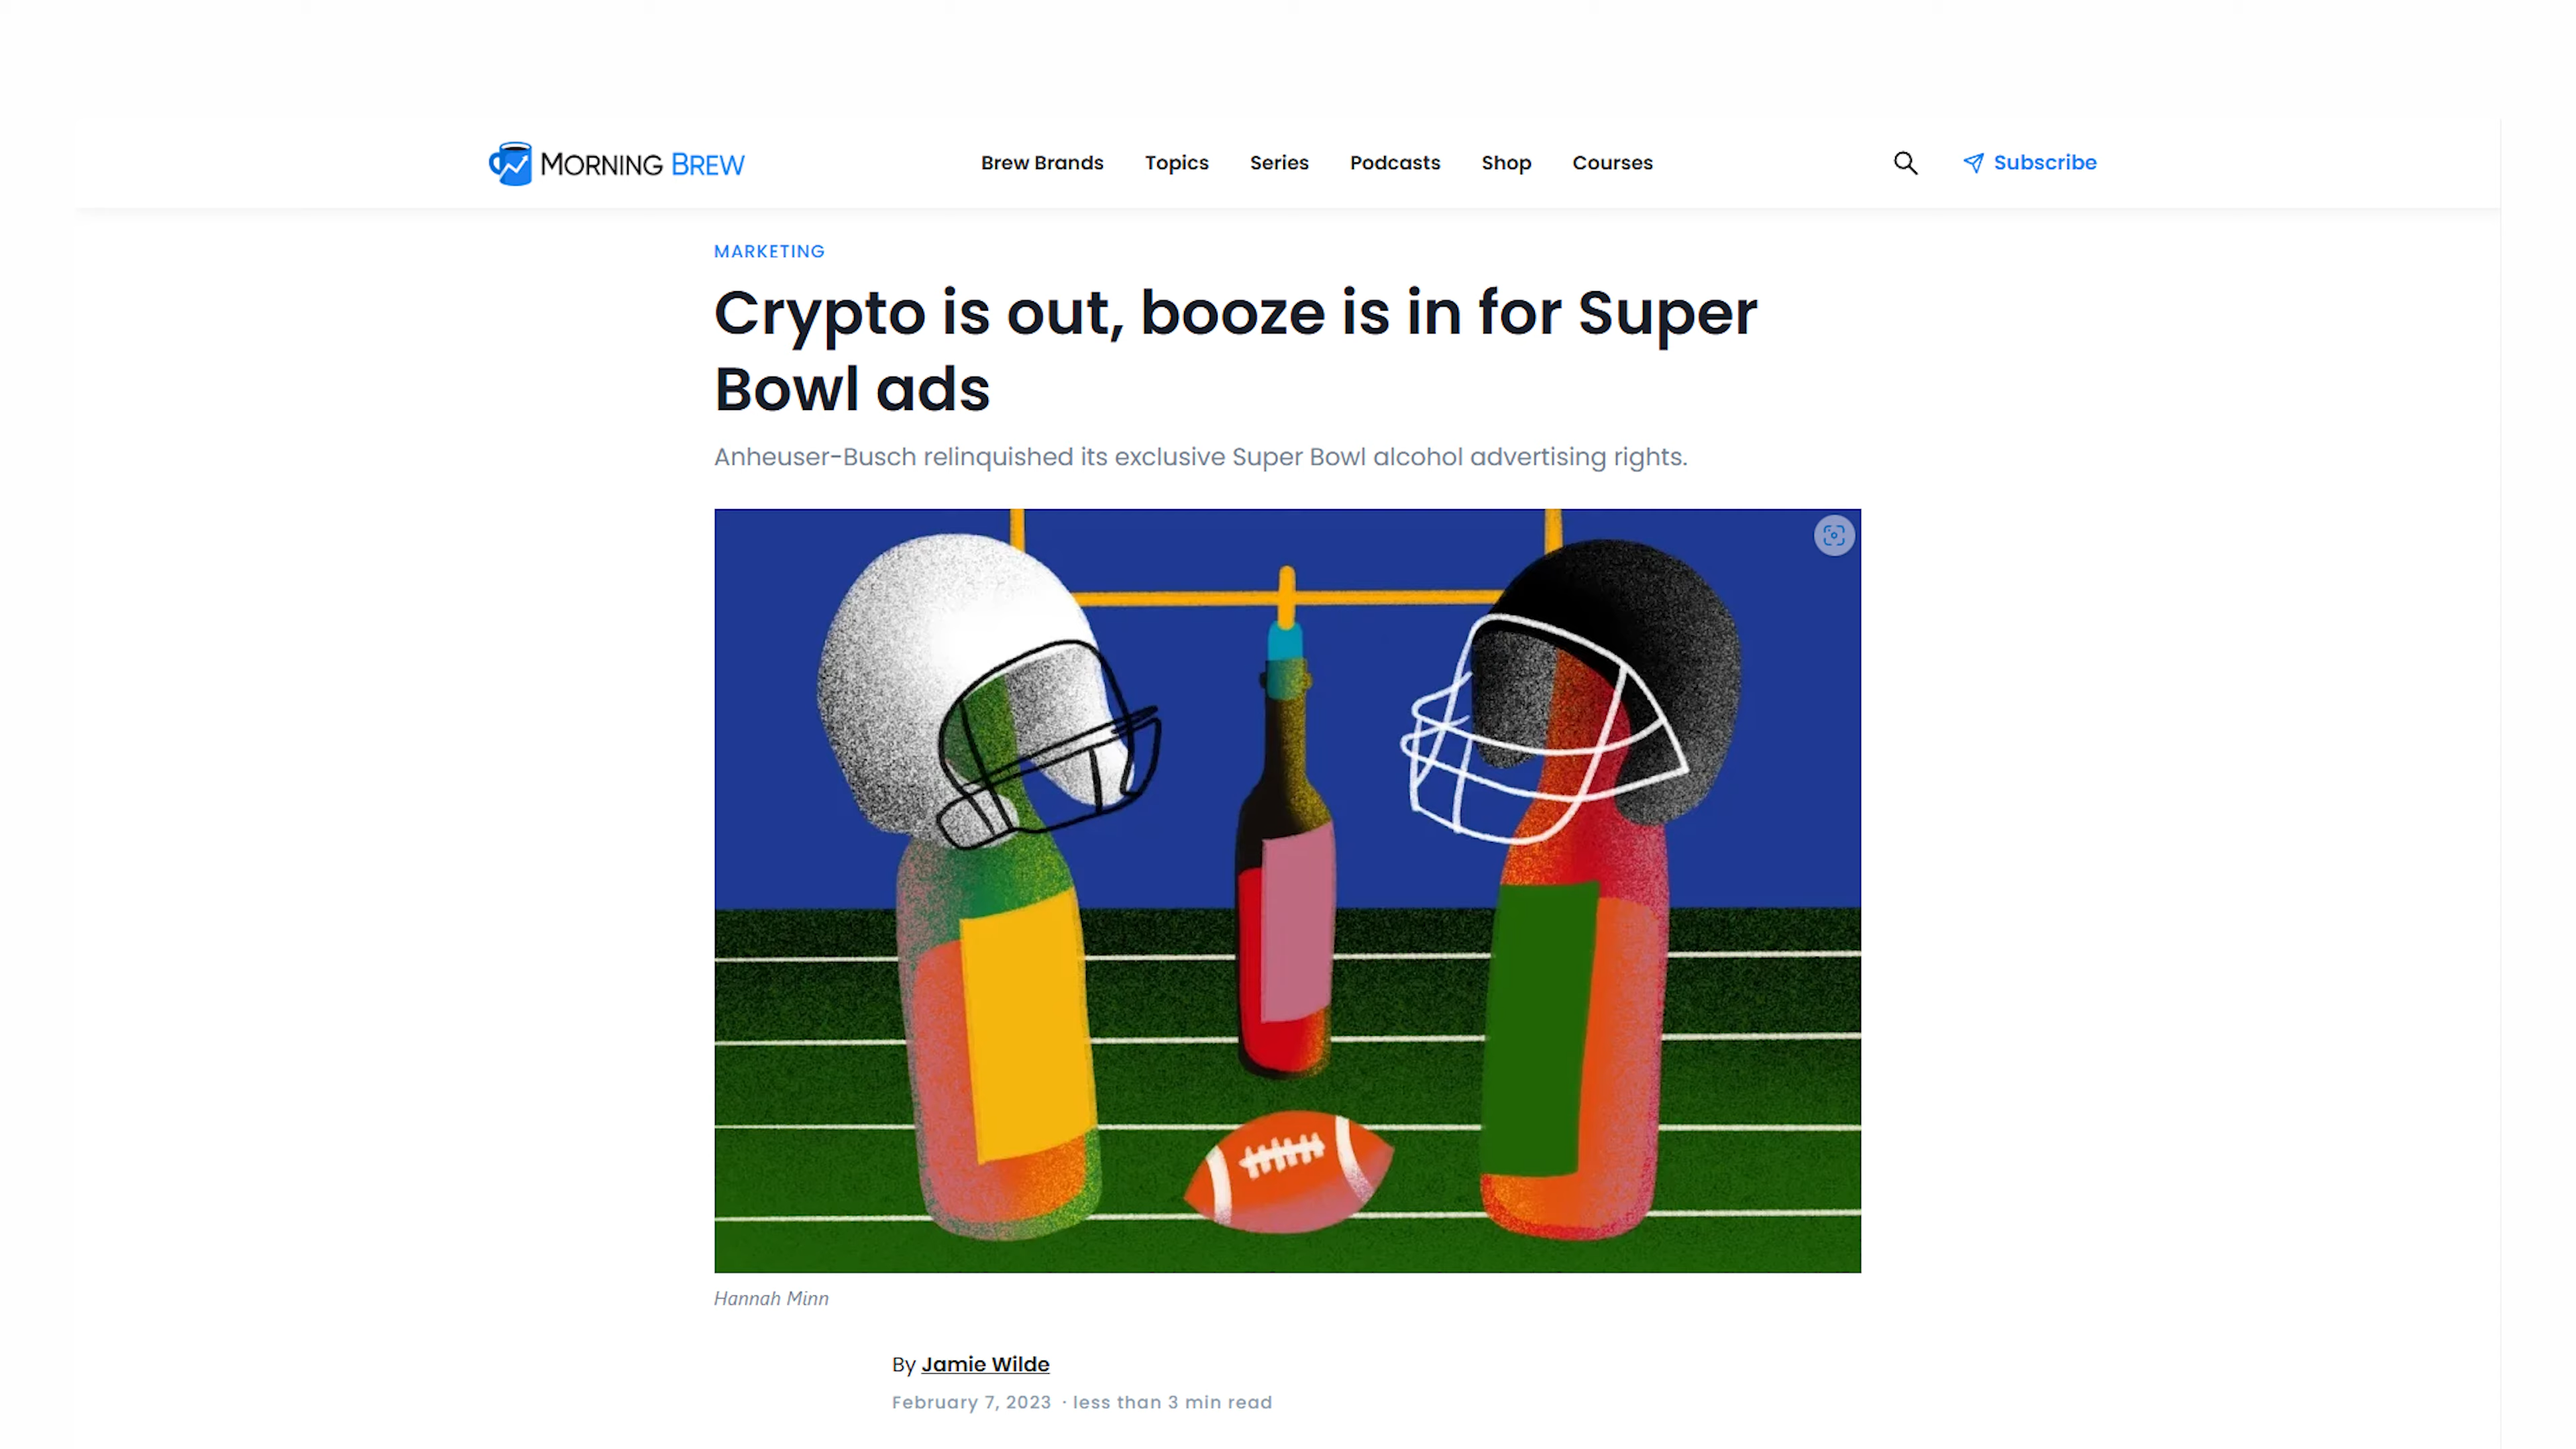 MORNING BREW
Brew Brands
Topics
Series
Podcasts
Shop
Courses
Subscribe
MARKETING
Crypto is out, booze is in for Super
Bowl ads
Anheuser-Busch relinquished its exclusive Super Bowl alcohol advertising rights.
Hannah Minn
By Jamie Wilde
February 7, 2023 · less than 3 min read